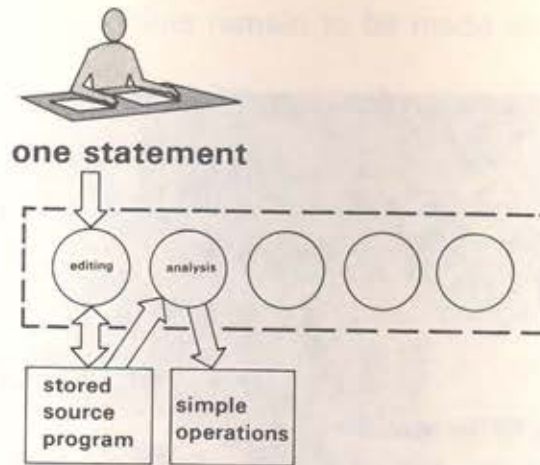 one statement
editing
analysis
stored
source
program
simple
operations